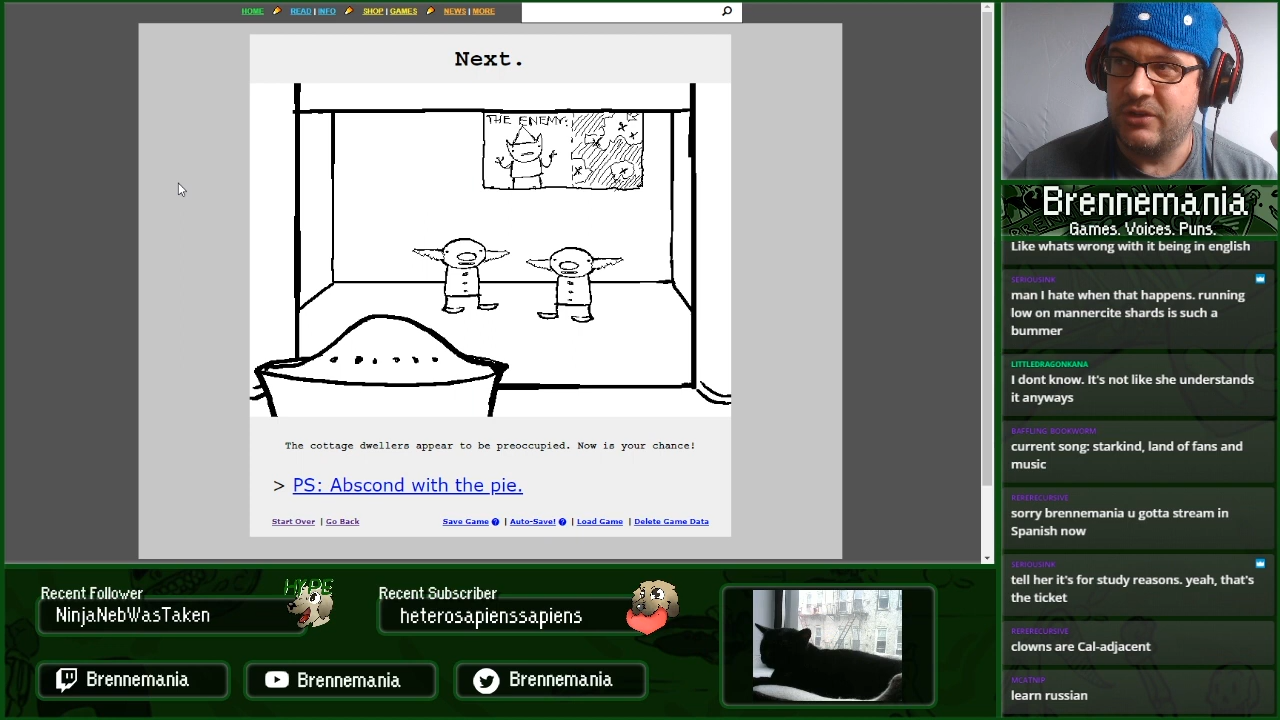 HOME READ | INFO SHOP | GAMES NEWS | MORE
Next.
THE ENEMY:
The cottage dwellers appear to be preoccupied. Now is your chance!
> PS: Abscond with the pie.
Start Over | Go Back Save Game ? | Auto-Save! ? | Load Game | Delete Game Data
Brennemania
Games. Voices. Puns.
Like whats wrong with it being in english
SERIOUSINK
man I hate when that happens. running
low on mannercite shards is such a
bummer
LITTLEDRAGONKANA
I dont know. It's not like she understands
it anyways
BAFFLING_BOOKWORM
current song: starkind, land of fans and
music
RERERECURSIVE
sorry brennemania u gotta stream in
Spanish now
SERIOUSINK
tell her it's for study reasons. yeah, that's
the ticket
RERERECURSIVE
clowns are Cal-adjacent
MCATNIP
learn russian
Recent Follower
HYPE
NinjaNebWasTaken
Recent Subscriber
heterosapienssapiens
Brennemania
Brennemania
Brennemania